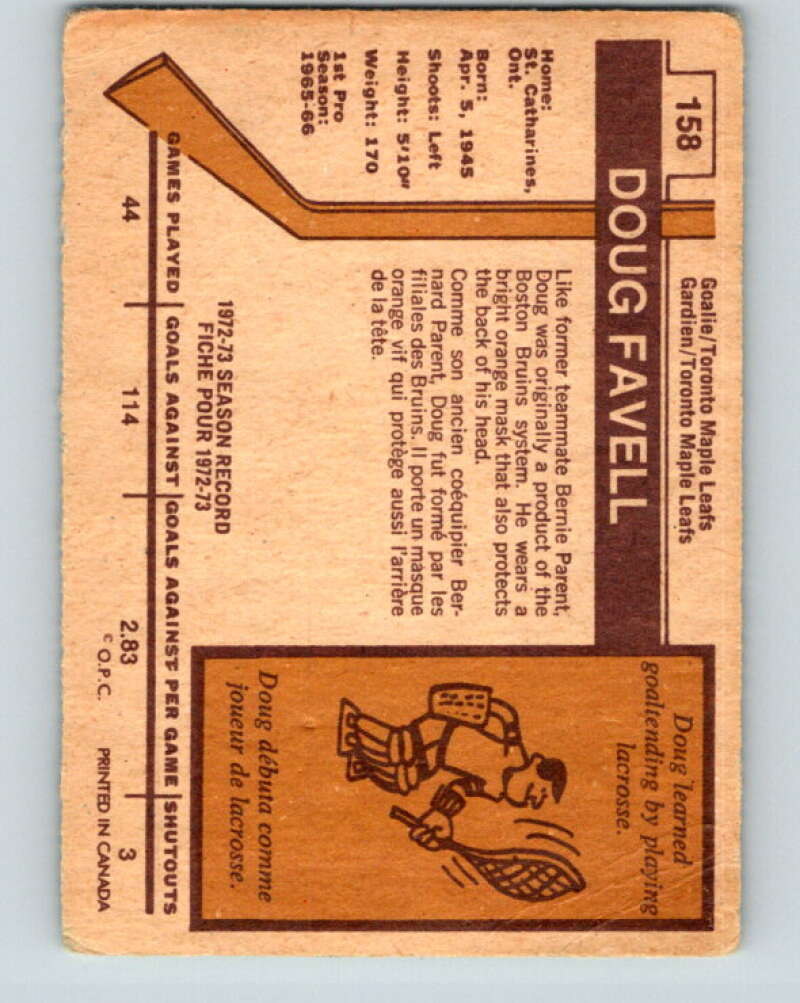 158
Goalie/Toronto Maple Leafs
Gardien/Toronto Maple Leafs
DOUG FAVELL
Home:
St. Catharines,
Ont.
Born:
Apr. 5, 1945
Shoots: Left
Height: 5'10"
Weight: 170
1st Pro
Season:
1965-66
Like former teammate Bernie Parent,
Doug was originally a product of the
Boston Bruins system. He wears a
bright orange mask that also protects
the back of his head.
Comme son ancien coéquipier Ber-
nard Parent, Doug fut formé par les
filiales des Bruins. Il porte un masque
orange vif qui protège aussi l'arrière
de la tête.
Doug learned
goaltending by playing
lacrosse.
Doug débuta comme
joueur de lacrosse.
1972-73 SEASON RECORD
FICHE POUR 1972-73
GAMES PLAYED GOALS AGAINST GOALS AGAINST PER GAME SHUTOUTS
44 114 2.83 3
© O.P.C. PRINTED IN CANADA